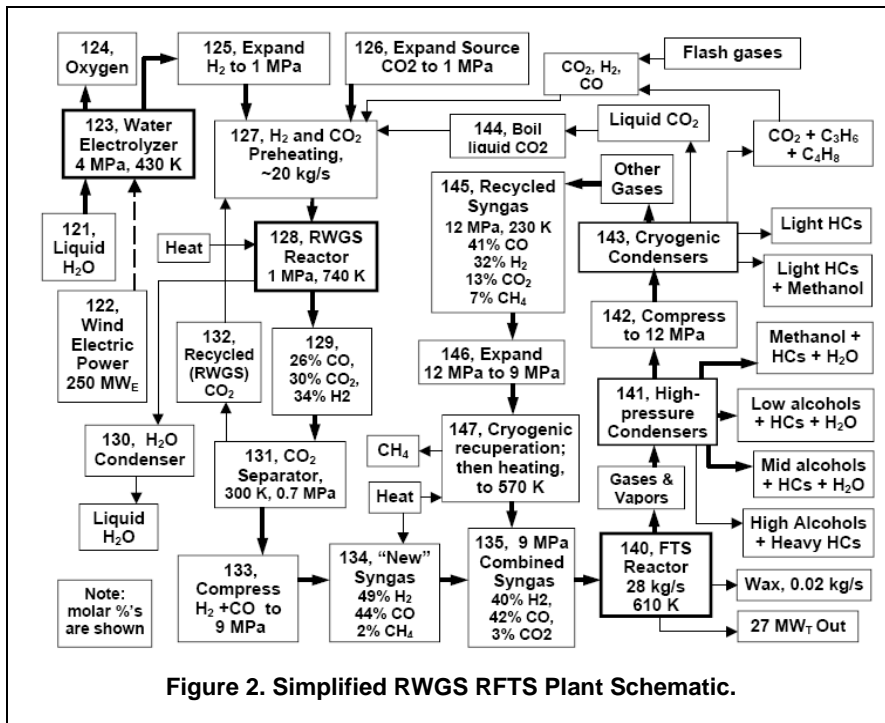 124,
Oxygen
125, Expand
H2 to 1 MPa
126, Expand Source
CO2 to 1 MPa
CO2, H2,
CO
Flash gases
123, Water
Electrolyzer
4 MPa, 430 K
127, H2 and CO2
Preheating,
~20 kg/s
144, Boil
liquid CO2
Liquid CO2
CO2 + C3H6
+ C4H8
121,
Liquid
H2O
Heat
128, RWGS
Reactor
1 MPa, 740 K
145, Recycled
Syngas
12 MPa, 230 K
41% CO
32% H2
13% CO2
7% CH4
Other
Gases
143, Cryogenic
Condensers
Light HCs
Light HCs
+ Methanol
122,
Wind
Electric
Power
250 MWE
132,
Recycled
(RWGS)
CO2
129,
26% CO,
30% CO2,
34% H2
146, Expand
12 MPa to 9 MPa
142, Compress
to 12 MPa
Methanol +
HCs + H2O
130, H2O
Condenser
131, CO2
Separator,
300 K, 0.7 MPa
CH4
147, Cryogenic
recuperation;
then heating,
to 570 K
141, High-
pressure
Condensers
Low alcohols
+ HCs + H2O
Mid alcohols
+ HCs + H2O
Liquid
H2O
Heat
Gases &
Vapors
High Alcohols
+ Heavy HCs
Note:
molar %'s
are shown
133,
Compress
H2 +CO to
9 MPa
134, “New”
Syngas
49% H2
44% CO
2% CH4
135, 9 MPa
Combined
Syngas
40% H2,
42% CO,
3% CO2
140, FTS
Reactor
28 kg/s
610 K
Wax, 0.02 kg/s
27 MWT Out
Figure 2. Simplified RWGS RFTS Plant Schematic.